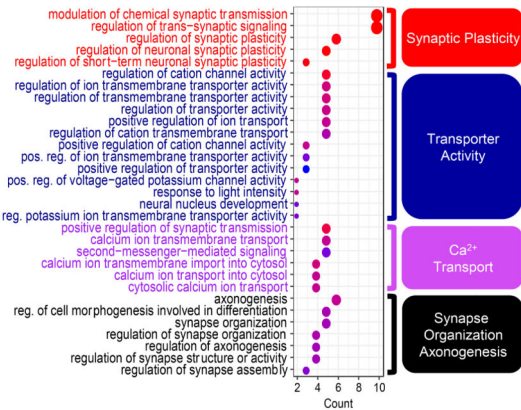 modulation of chemical synaptic transmission
regulation of trans-synaptic signaling
regulation of synaptic plasticity
regulation of neuronal synaptic plasticity
regulation of short-term neuronal synaptic plasticity
regulation of cation channel activity
regulation of ion transmembrane transporter activity
regulation of transmembrane transporter activity
regulation of transporter activity
positive regulation of ion transport
regulation of cation transmembrane transport
positive regulation of cation channel activity
pos. reg. of ion transmembrane transporter activity
positive regulation of transporter activity
pos. reg. of voltage-gated potassium channel activity
response to light intensity
neural nucleus development
reg. potassium ion transmembrane transporter activity
positive regulation of synaptic transmission
calcium ion transmembrane transport
second-messenger-mediated signaling
calcium ion transmembrane import into cytosol
calcium ion transport into cytosol
cytosolic calcium ion transport
axonogenesis
reg. of cell morphogenesis involved in differentiation
synapse organization
regulation of synapse organization
regulation of axonogenesis
regulation of synapse structure or activity
regulation of synapse assembly
2 4 6 8 10
Count
Synaptic Plasticity
Transporter
Activity
Ca²⁺
Transport
Synapse
Organization
Axonogenesis